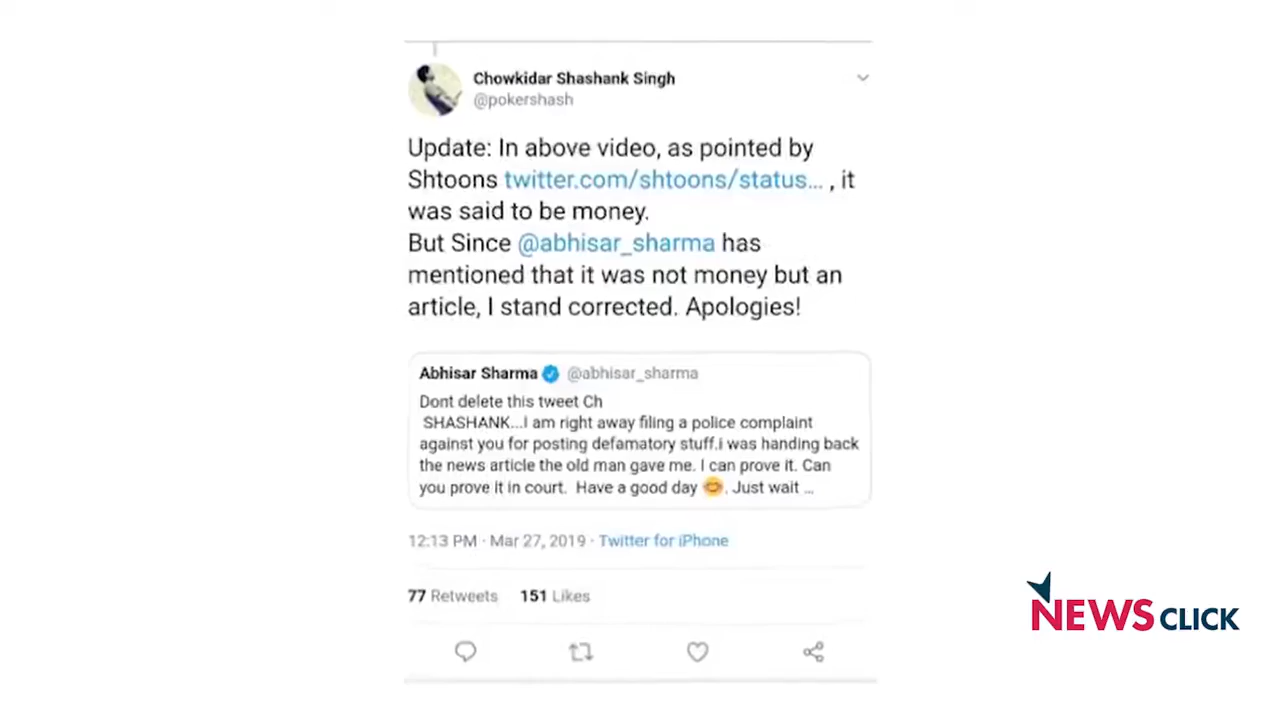 Chowkidar Shashank Singh
@pokershash
Update: In above video, as pointed by
Shtoons twitter.com/shtoons/status... , it
was said to be money.
But Since @abhisar_sharma has
mentioned that it was not money but an
article, I stand corrected. Apologies!
Abhisar Sharma @abhisar_sharma
Dont delete this tweet Ch
SHASHANK...I am right away filing a police complaint
against you for posting defamatory stuff.i was handing back
the news article the old man gave me. I can prove it. Can
you prove it in court. Have a good day 😊. Just wait ...
12:13 PM · Mar 27, 2019 · Twitter for iPhone
77 Retweets 151 Likes
NEWS CLICK